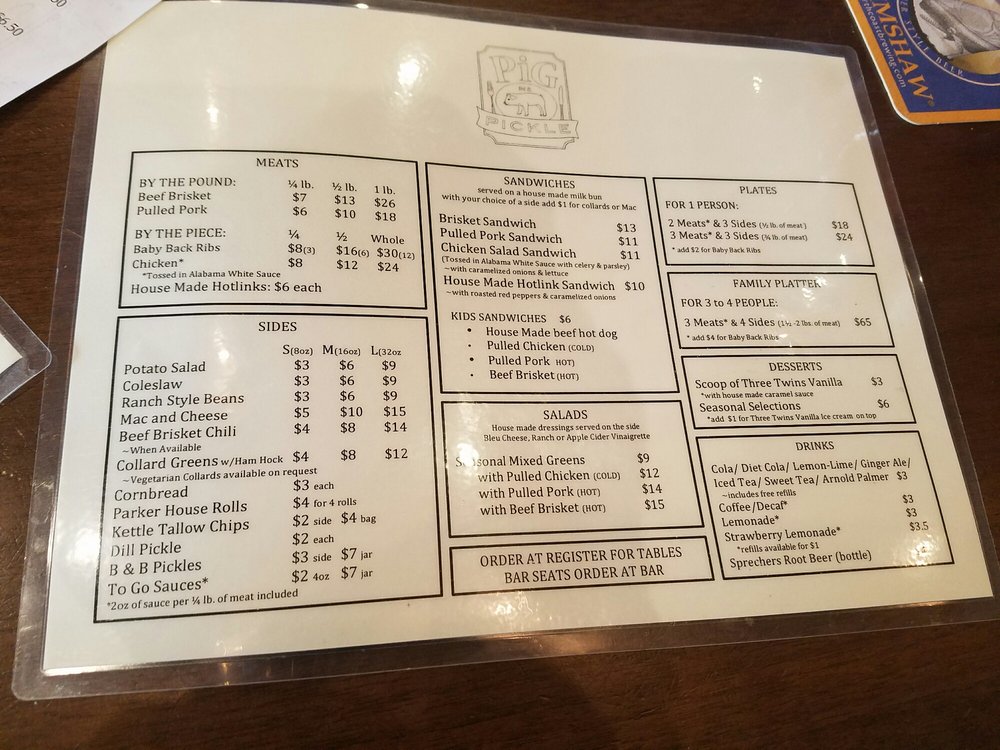 6.50
00
ER STYLE BEER
MSHAW®
rthcoastbrewing.com
PiG
IN A
PICKLE
MEATS
BY THE POUND: ¼ lb. ½ lb. 1 lb.
Beef Brisket $7 $13 $26
Pulled Pork $6 $10 $18
BY THE PIECE: ¼ ½ Whole
Baby Back Ribs $8(3) $16(6) $30(12)
Chicken* $8 $12 $24
*Tossed in Alabama White Sauce
House Made Hotlinks: $6 each
SIDES
S(8oz) M(16oz) L(32oz
Potato Salad $3 $6 $9
Coleslaw $3 $6 $9
Ranch Style Beans $3 $6 $9
Mac and Cheese $5 $10 $15
Beef Brisket Chili $4 $8 $14
~When Available
Collard Greens w/Ham Hock $4 $8 $12
~Vegetarian Collards available on request
Cornbread $3 each
Parker House Rolls $4 for 4 rolls
Kettle Tallow Chips $2 side $4 bag
Dill Pickle $2 each
B & B Pickles $3 side $7 jar
To Go Sauces* $2 4oz $7 jar
*2oz of sauce per ¼ lb. of meat included
SANDWICHES
served on a house made milk bun
with your choice of a side add $1 for collards or Mac
Brisket Sandwich $13
Pulled Pork Sandwich $11
Chicken Salad Sandwich $11
(Tossed in Alabama White Sauce with celery & parsley)
~with caramelized onions & lettuce
House Made Hotlink Sandwich $10
~with roasted red peppers & caramelized onions
KIDS SANDWICHES $6
• House Made beef hot dog
• Pulled Chicken (COLD)
• Pulled Pork HOT)
• Beef Brisket (HOT)
SALADS
House made dressings served on the side
Bleu Cheese, Ranch or Apple Cider Vinaigrette
Seasonal Mixed Greens $9
with Pulled Chicken (COLD) $12
with Pulled Pork (HOT) $14
with Beef Brisket (HOT) $15
ORDER AT REGISTER FOR TABLES
BAR SEATS ORDER AT BAR
PLATES
FOR 1 PERSON:
2 Meats* & 3 Sides (½ lb. of meat ) $18
3 Meats* & 3 Sides (¾ lb. of meat) $24
* add $2 for Baby Back Ribs
FAMILY PLATTER
FOR 3 to 4 PEOPLE:
3 Meats* & 4 Sides (1½ -2 lbs. of meat) $65
* add $4 for Baby Back Ribs
DESSERTS
Scoop of Three Twins Vanilla $3
*with house made caramel sauce
Seasonal Selections $6
*add $1 for Three Twins Vanilla ice cream on top
DRINKS
Cola/ Diet Cola/ Lemon-Lime/ Ginger Ale/
Iced Tea/ Sweet Tea/ Arnold Palmer $3
~includes free refills
Coffee/Decaf* $3
Lemonade* $3
Strawberry Lemonade* $3.5
*refills available for $1
Sprechers Root Beer (bottle)